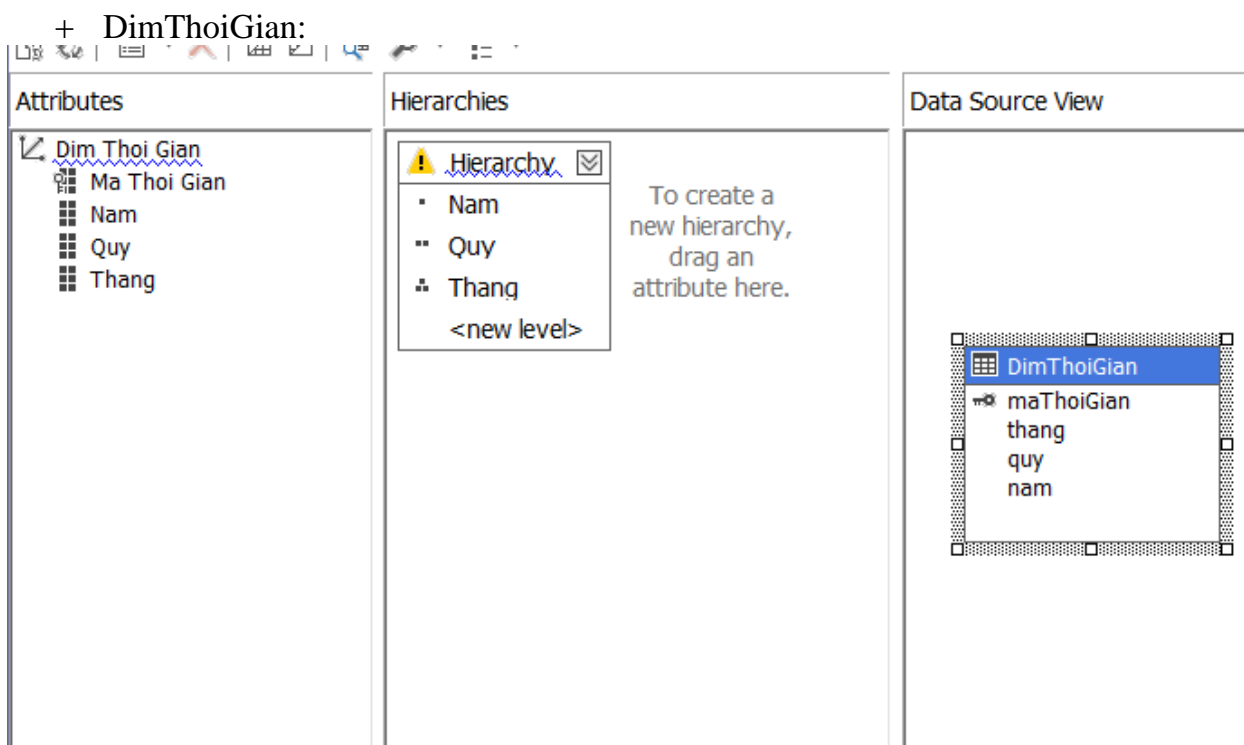 + DimThoiGian:
Attributes
Dim Thoi Gian
Ma Thoi Gian
Nam
Quy
Thang
Hierarchies
Hierarchy
Nam
Quy
Thang
<new level>
To create a
new hierarchy,
drag an
attribute here.
Data Source View
DimThoiGian
maThoiGian
thang
quy
nam